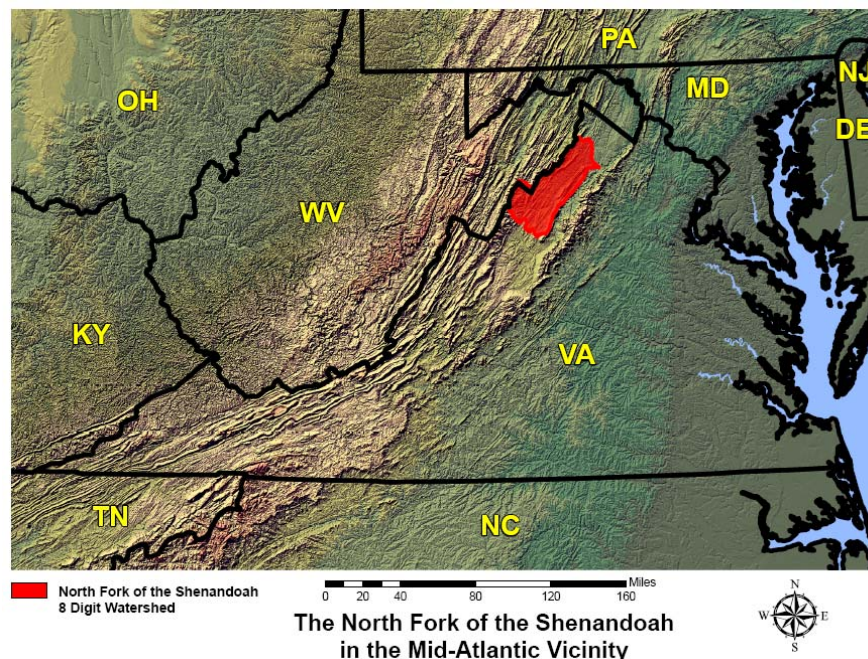 PA
NJ
OH
MD
DE
WV
KY
VA
TN
NC
North Fork of the Shenandoah
8 Digit Watershed
Miles
0 20 40 80 120 160
The North Fork of the Shenandoah
in the Mid-Atlantic Vicinity
N
W E
S